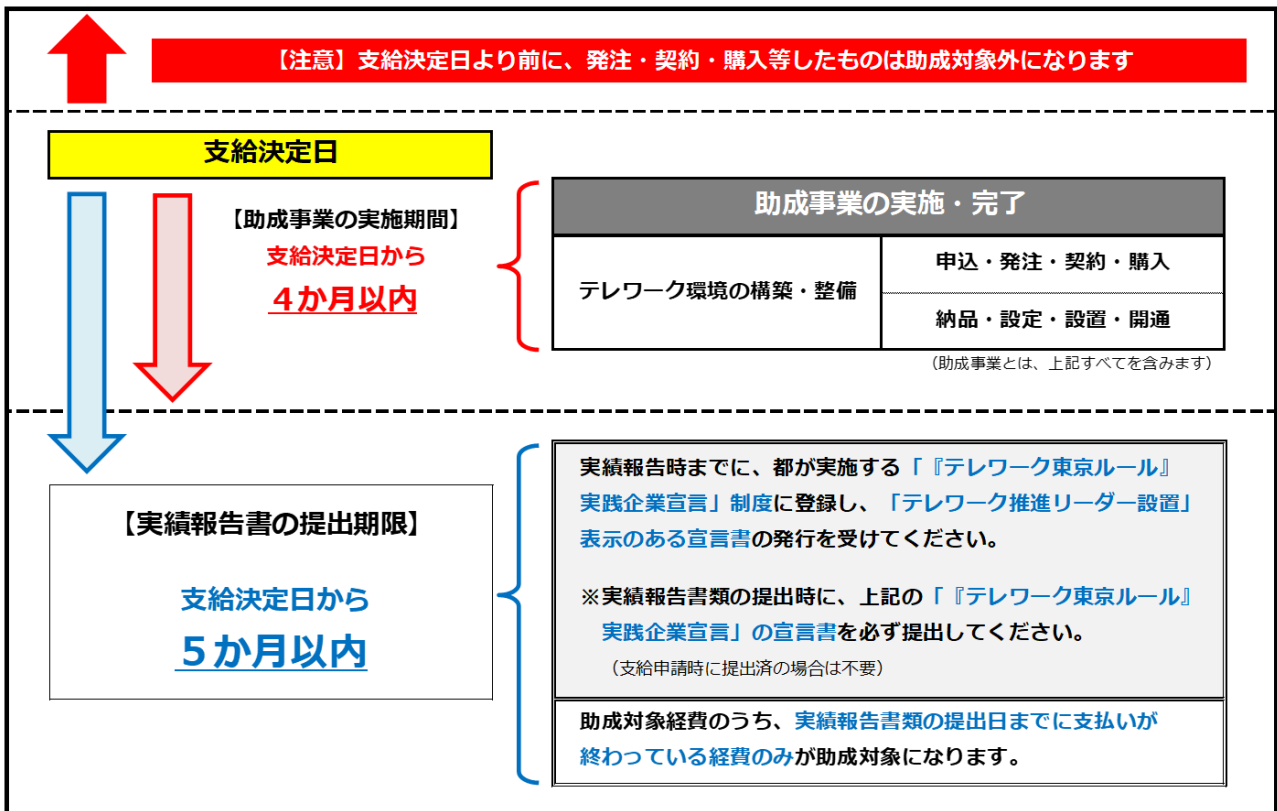 【注意】支給決定日より前に、発注・契約・購入等したものは助成対象外になります
支給決定日
【助成事業の実施期間】
支給決定日から
４か月以内
助成事業の実施・完了
テレワーク環境の構築・整備
申込・発注・契約・購入
納品・設定・設置・開通
（助成事業とは、上記すべてを含みます）
【実績報告書の提出期限】
支給決定日から
５か月以内
実績報告時までに、都が実施する「『テレワーク東京ルール』
実践企業宣言」制度に登録し、「テレワーク推進リーダー設置」
表示のある宣言書の発行を受けてください。
※実績報告書類の提出時に、上記の「『テレワーク東京ルール』
実践企業宣言」の宣言書を必ず提出してください。
（支給申請時に提出済の場合は不要）
助成対象経費のうち、実績報告書類の提出日までに支払いが
終わっている経費のみが助成対象になります。